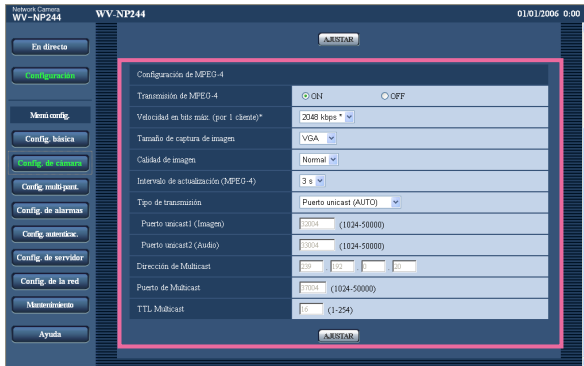 Network Camera
WV-NP244
WV-NP244
01/01/2006 0:00
AJUSTAR
En directo
Configuración
Menú config.
Config. básica
Config. de cámara
Config. multi-pant.
Config. de alarmas
Config. autenticac.
Config. de servidor
Config. de la red
Mantenimiento
Ayuda
Configuración de MPEG-4
Transmisión de MPEG-4 ON OFF
Velocidad en bits máx. (por 1 cliente)* 2048 kbps *
Tamaño de captura de imagen VGA
Calidad de imagen Normal
Intervalo de actualización (MPEG-4) 3 s
Tipo de transmisión Puerto unicast (AUTO)
Puerto unicast1 (Imagen) 32004 (1024-50000)
Puerto unicast2 (Audio) 33004 (1024-50000)
Dirección de Multicast 239 . 192 . 0 . 20
Puerto de Multicast 37004 (1024-50000)
TTL Multicast 16 (1-254)
AJUSTAR